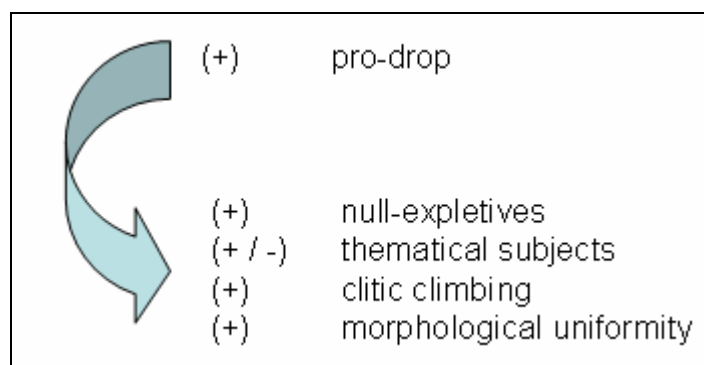 (+) pro-drop
(+) null-expletives
(+ / -) thematical subjects
(+) clitic climbing
(+) morphological uniformity